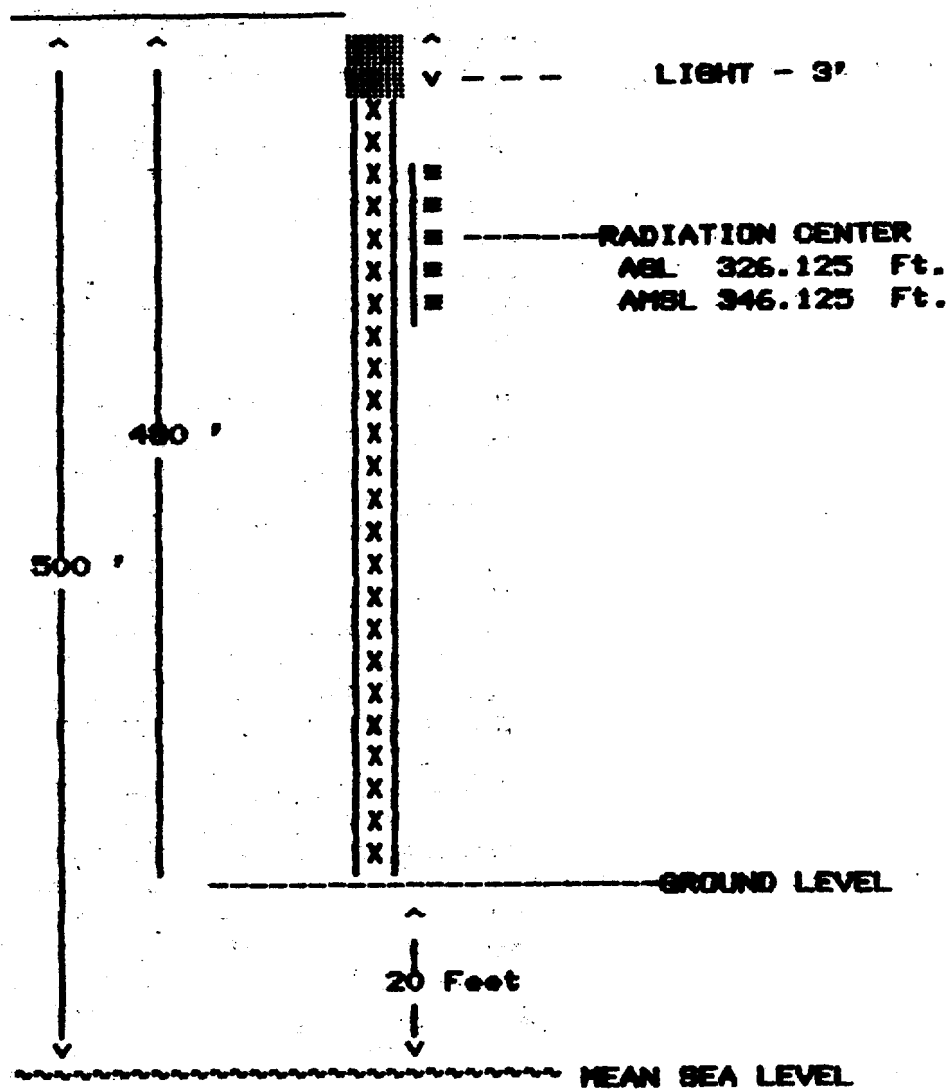 LIGHT - 3'
RADIATION CENTER
AGL 326.125 Ft.
AMSL 346.125 Ft.
480 '
500 '
GROUND LEVEL
20 Feet
MEAN SEA LEVEL